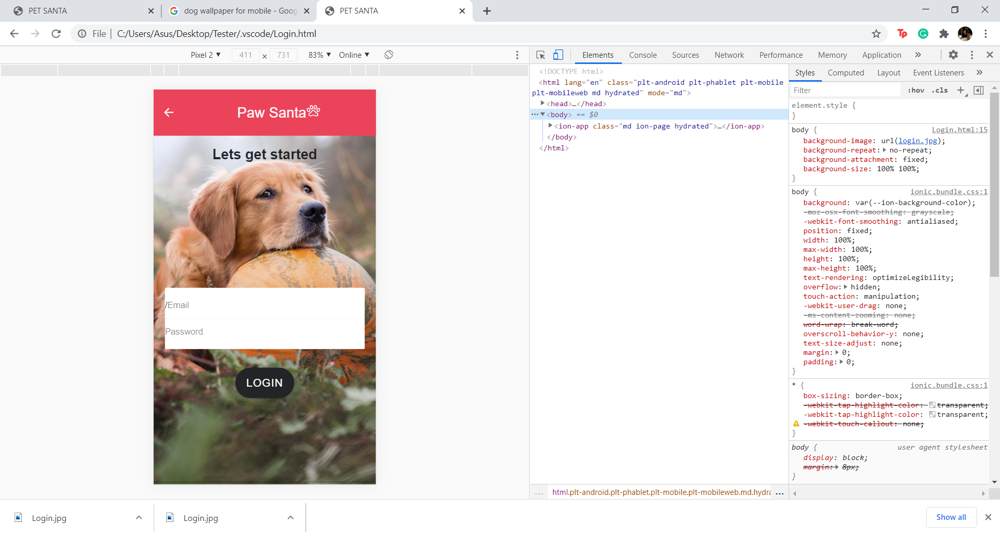 PET SANTA
dog wallpaper for mobile - Goog
PET SANTA
File | C:/Users/Asus/Desktop/Tester/.vscode/Login.html
Tp
G
Pixel 2 ▼ 411 × 731 83% ▼ Online ▼
Elements Console Sources Network Performance Memory Application »
Paw Santa
Lets get started
/Email
Password
LOGIN
<!DOCTYPE html>
<html lang="en" class="plt-android plt-phablet plt-mobile
plt-mobileweb md hydrated" mode="md">
▶<head>…</head>
…▼<body> == $0
▶<ion-app class="md ion-page hydrated">…</ion-app>
</body>
</html>
... html.plt-android.plt-phablet.plt-mobile.plt-mobileweb.md.hydra ...
Styles Computed Layout Event Listeners »
Filter :hov .cls +
element.style {
}
body { Login.html:15
background-image: url(login.jpg);
background-repeat:▶ no-repeat;
background-attachment: fixed;
background-size: 100% 100%;
}
body { ionic.bundle.css:1
background: var(--ion-background-color);
-moz-osx-font-smoothing: grayscale;
-webkit-font-smoothing: antialiased;
position: fixed;
width: 100%;
max-width: 100%;
height: 100%;
max-height: 100%;
text-rendering: optimizeLegibility;
overflow:▶ hidden;
touch-action: manipulation;
-webkit-user-drag: none;
-ms-content-zooming: none;
word-wrap: break-word;
overscroll-behavior-y: none;
text-size-adjust: none;
margin:▶ 0;
padding:▶ 0;
}
* { ionic.bundle.css:1
box-sizing: border-box;
-webkit-tap-highlight-color: transparent;
-webkit-tap-highlight-color: transparent;
-webkit-touch-callout: none;
}
body { user agent stylesheet
display: block;
margin:▶ 8px;
}
Login.jpg
Login.jpg
Show all